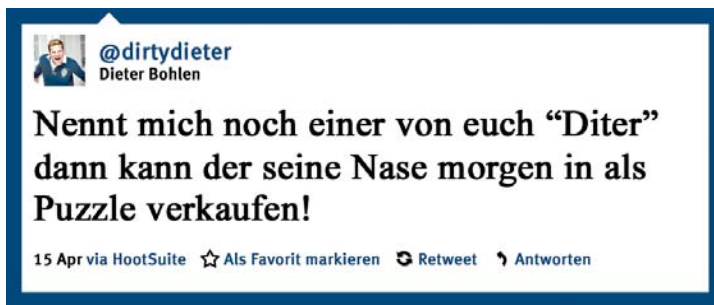 @dirtydieter
Dieter Bohlen
Nennt mich noch einer von euch “Diter”
dann kann der seine Nase morgen in als
Puzzle verkaufen!
15 Apr via HootSuite Als Favorit markieren Retweet Antworten